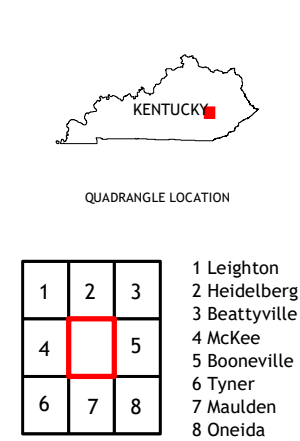 KENTUCKY
QUADRANGLE LOCATION
1 2 3
4 5
6 7 8
1 Leighton
2 Heidelberg
3 Beattyville
4 McKee
5 Booneville
6 Tyner
7 Maulden
8 Oneida